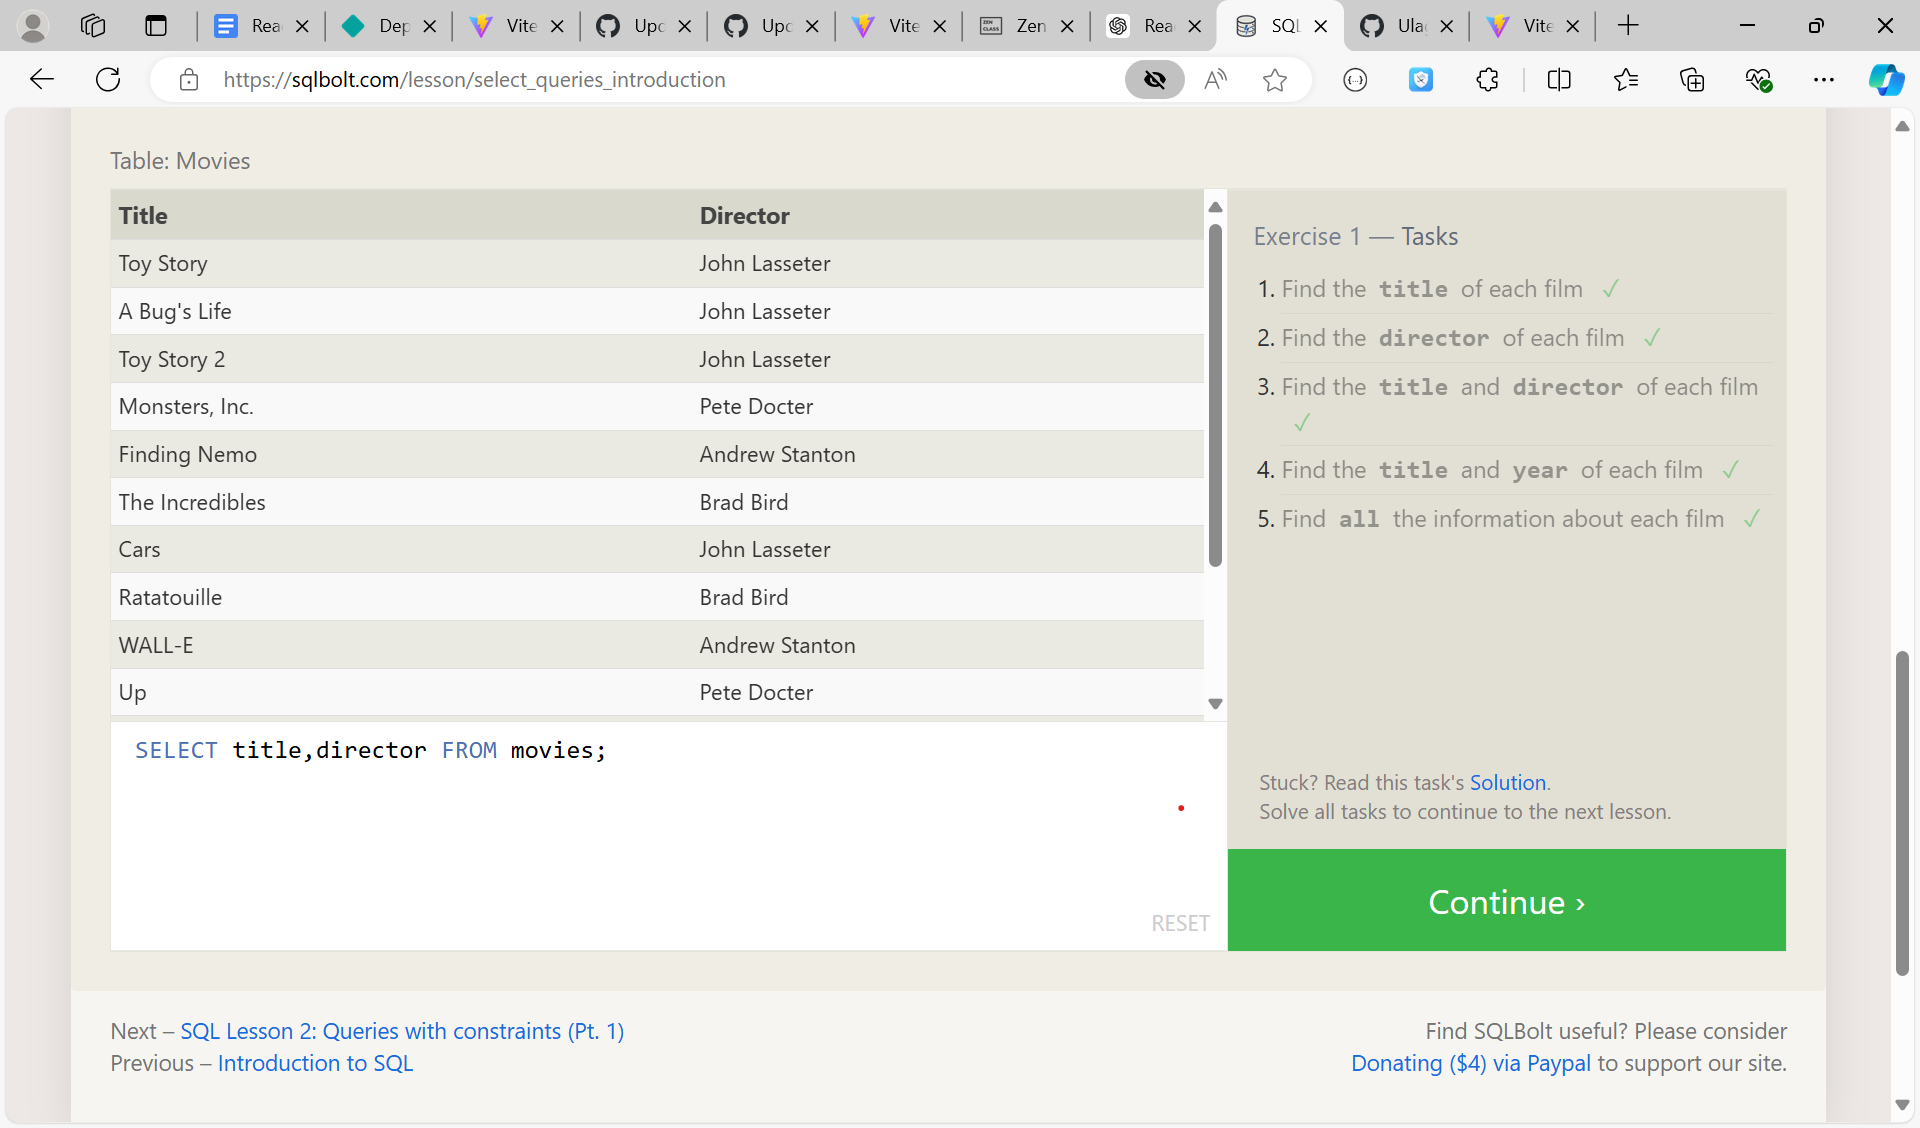 Rea
Dep
Vite
Upc
Upc
Vite
ZEN CLASS
Zen
Rea
SQL
Ula
Vite
https://sqlbolt.com/lesson/select_queries_introduction
Table: Movies
Title Director
Toy Story John Lasseter
A Bug's Life John Lasseter
Toy Story 2 John Lasseter
Monsters, Inc. Pete Docter
Finding Nemo Andrew Stanton
The Incredibles Brad Bird
Cars John Lasseter
Ratatouille Brad Bird
WALL-E Andrew Stanton
Up Pete Docter
SELECT title,director FROM movies;
RESET
Exercise 1 — Tasks
1. Find the title of each film ✓
2. Find the director of each film ✓
3. Find the title and director of each film
✓
4. Find the title and year of each film ✓
5. Find all the information about each film ✓
Stuck? Read this task's Solution.
Solve all tasks to continue to the next lesson.
Continue ›
Next – SQL Lesson 2: Queries with constraints (Pt. 1)
Previous – Introduction to SQL
Find SQLBolt useful? Please consider
Donating ($4) via Paypal to support our site.